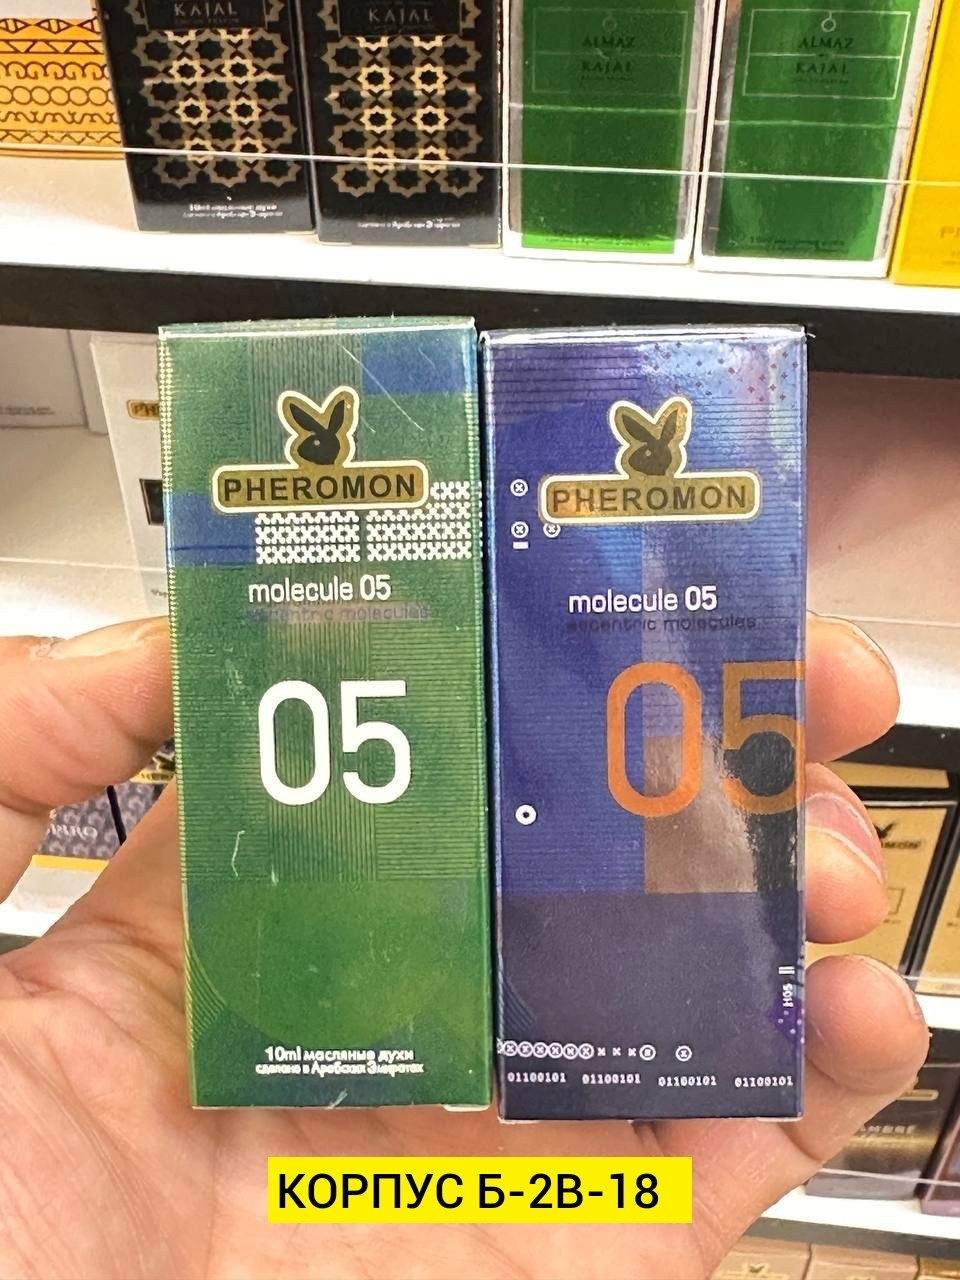 KAJAL
KAJAL
ALMAZ
KAJAL
ALMAZ
KAJAL
PHEROMON
molecule 05
eccentric molecules
05
10ml масляные духи
сделано в Арабских Эмиратах
PHEROMON
molecule 05
eccentric molecules
05
H05
01100101 01100101 01100101 01100101
КОРПУС Б-2В-18